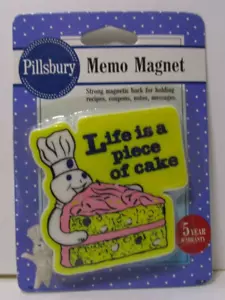 Pillsbury
Memo Magnet
Strong magnetic back for holding
recipes, coupons, notes, messages.
Life is a
piece
of cake
5 YEAR
WARRANTY